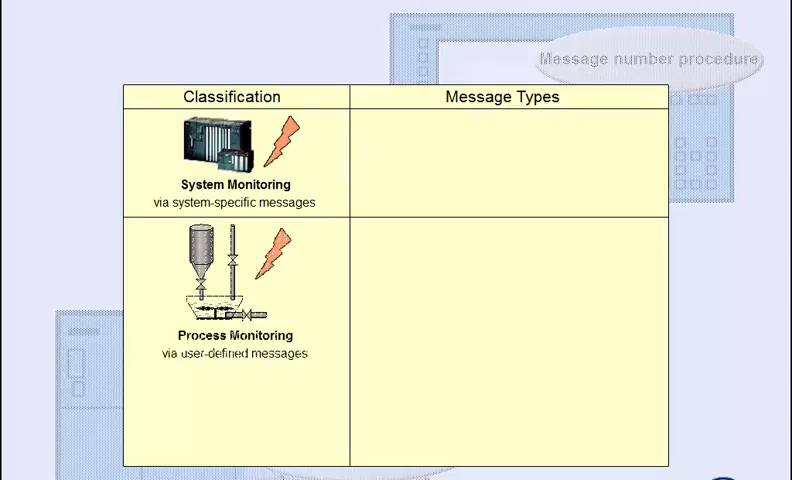 Message number procedure
Classification
Message Types
System Monitoring
via system-specific messages
Process Monitoring
via user-defined messages